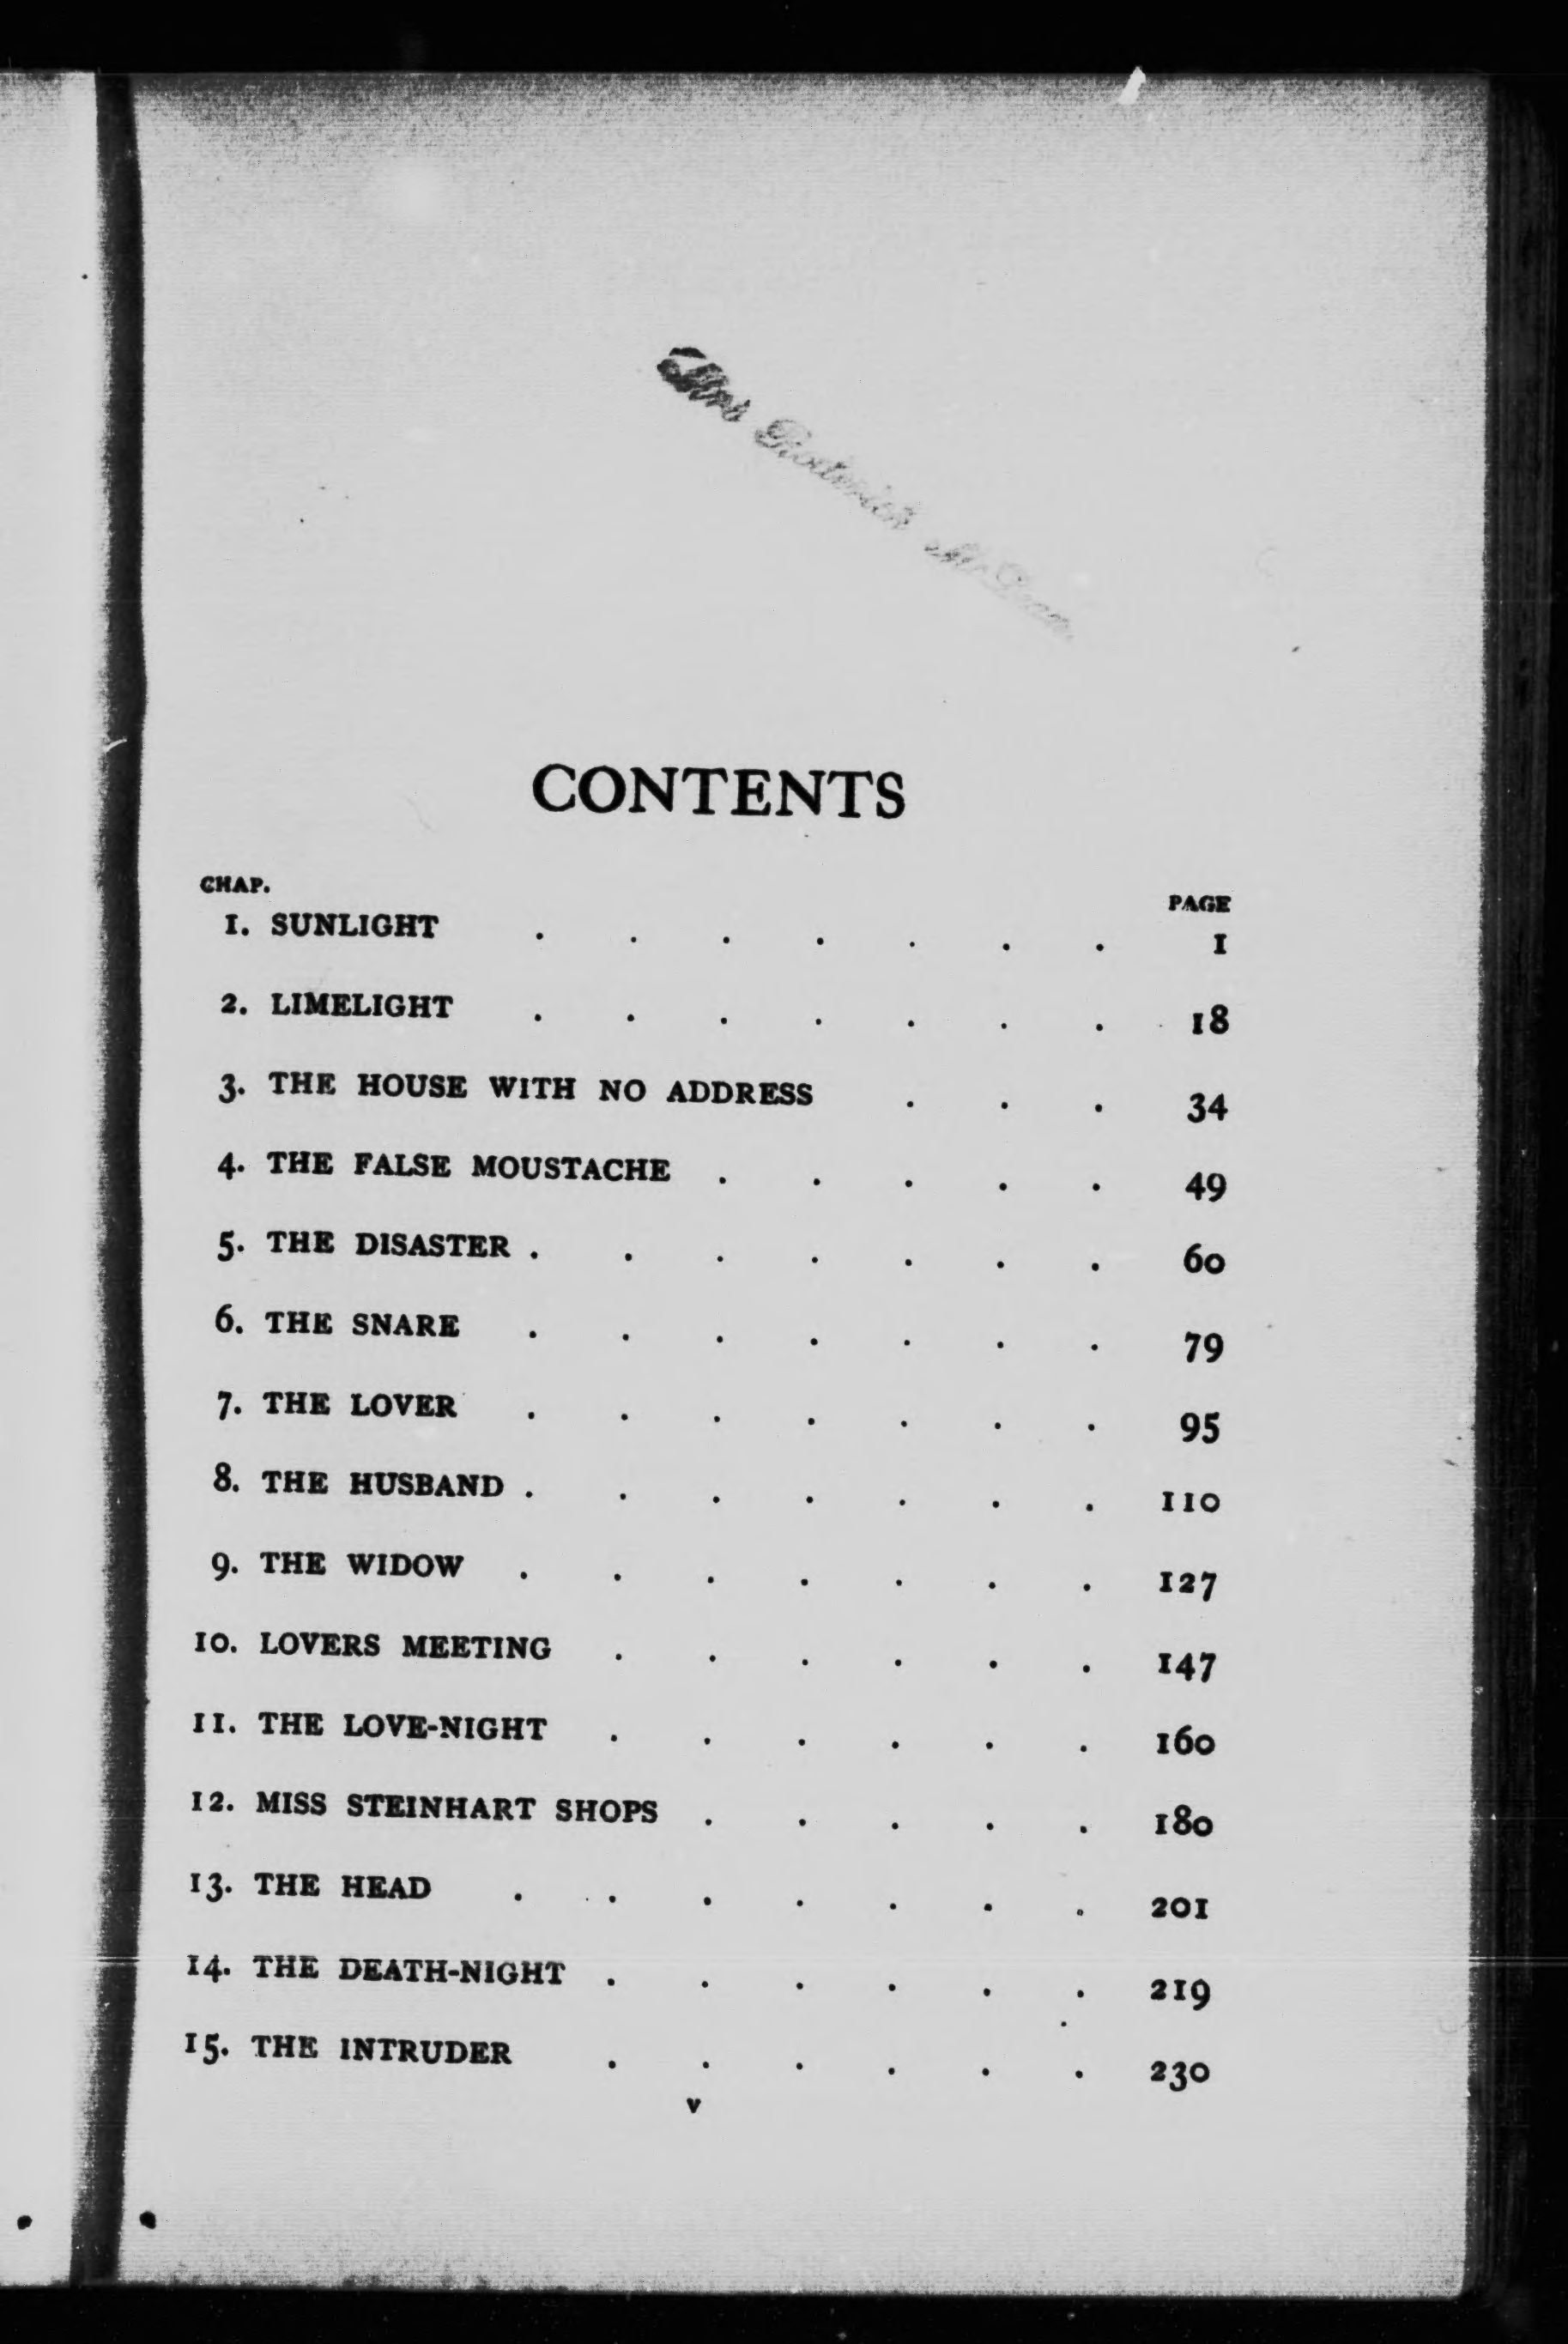 Mrs Roderick McLean
CONTENTS
CHAP.
PAGE
1. SUNLIGHT . . . . . . . 1
2. LIMELIGHT . . . . . . . 18
3. THE HOUSE WITH NO ADDRESS . . . 34
4. THE FALSE MOUSTACHE . . . . . 49
5. THE DISASTER . . . . . . . 60
6. THE SNARE . . . . . . . 79
7. THE LOVER . . . . . . . 95
8. THE HUSBAND . . . . . . . 110
9. THE WIDOW . . . . . . . 127
10. LOVERS MEETING . . . . . . 147
11. THE LOVE-NIGHT . . . . . . 160
12. MISS STEINHART SHOPS . . . . . 180
13. THE HEAD . . . . . . . 201
14. THE DEATH-NIGHT . . . . . . 219
15. THE INTRUDER . . . . . . 230
v